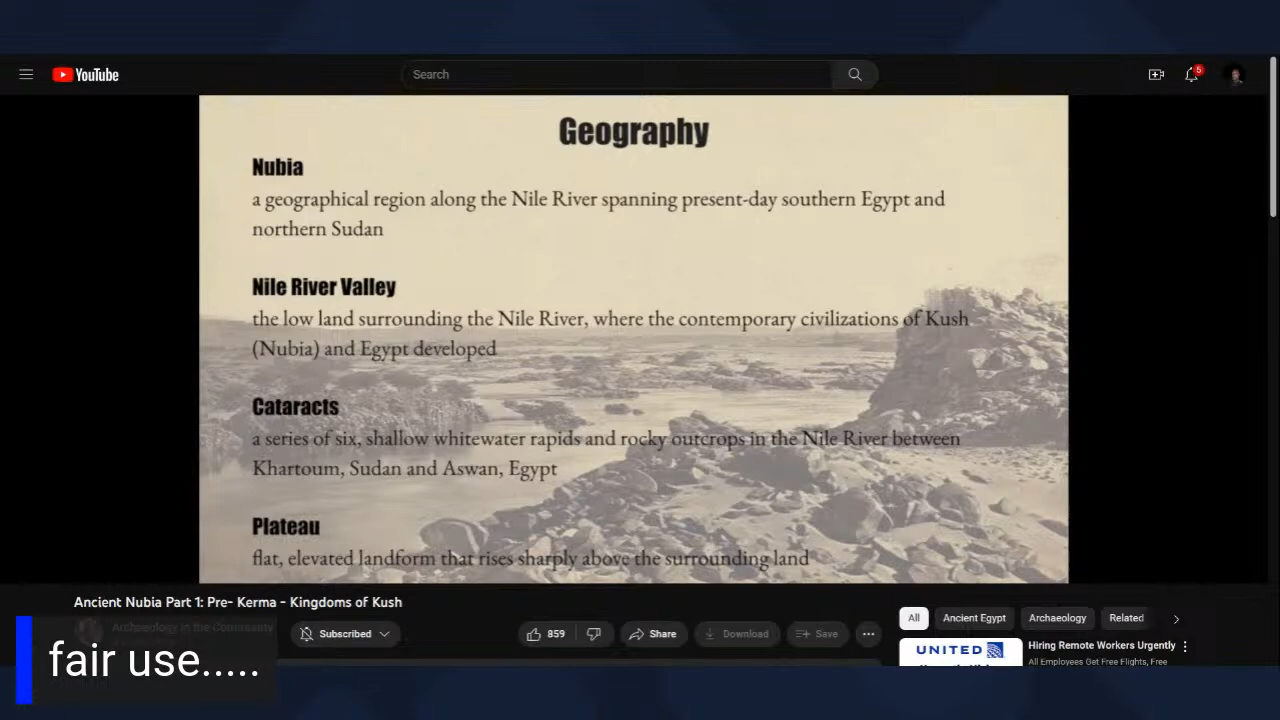 YouTube
Search
5
Geography
Nubia
a geographical region along the Nile River spanning present-day southern Egypt and
northern Sudan
Nile River Valley
the low land surrounding the Nile River, where the contemporary civilizations of Kush
(Nubia) and Egypt developed
Cataracts
a series of six, shallow whitewater rapids and rocky outcrops in the Nile River between
Khartoum, Sudan and Aswan, Egypt
Plateau
flat, elevated landform that rises sharply above the surrounding land
Ancient Nubia Part 1: Pre- Kerma - Kingdoms of Kush
Archaeology in the Community
Subscribed
859
Share
Download
Save
All
Ancient Egypt
Archaeology
Related
UNITED
Hiring Remote Workers Urgently
All Employees Get Free Flights, Free
fair use.....